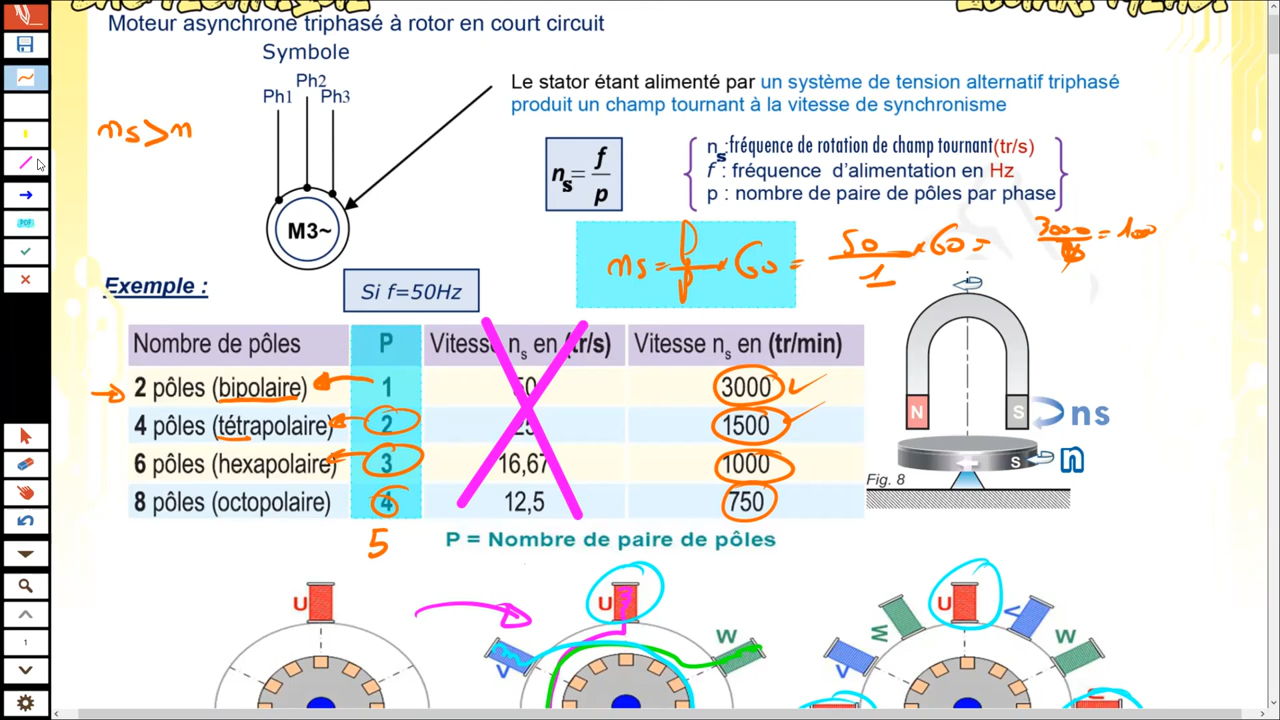 Moteur asynchrone triphasé à rotor en court circuit
Symbole
Ph2
Ph1 Ph3
ns > n
M3~
Le stator étant alimenté par un système de tension alternatif triphasé
produit un champ tournant à la vitesse de synchronisme
ns = f / p
ns : fréquence de rotation de champ tournant (tr/s)
f : fréquence d’alimentation en Hz
p : nombre de paire de pôles par phase
ns = f/p × 60 = 50/1 × 60 =
3000
Exemple :
Si f=50Hz
Nombre de pôles P Vitesse ns en (tr/s) Vitesse ns en (tr/min)
2 pôles (bipolaire) 1 50 3000
4 pôles (tétrapolaire) 2 25 1500
6 pôles (hexapolaire) 3 16,67 1000
8 pôles (octopolaire) 4 12,5 750
5
N S ns
S n
Fig. 8
P = Nombre de paire de pôles
U
U
V
W
U
V
W
W
V
1
PDF